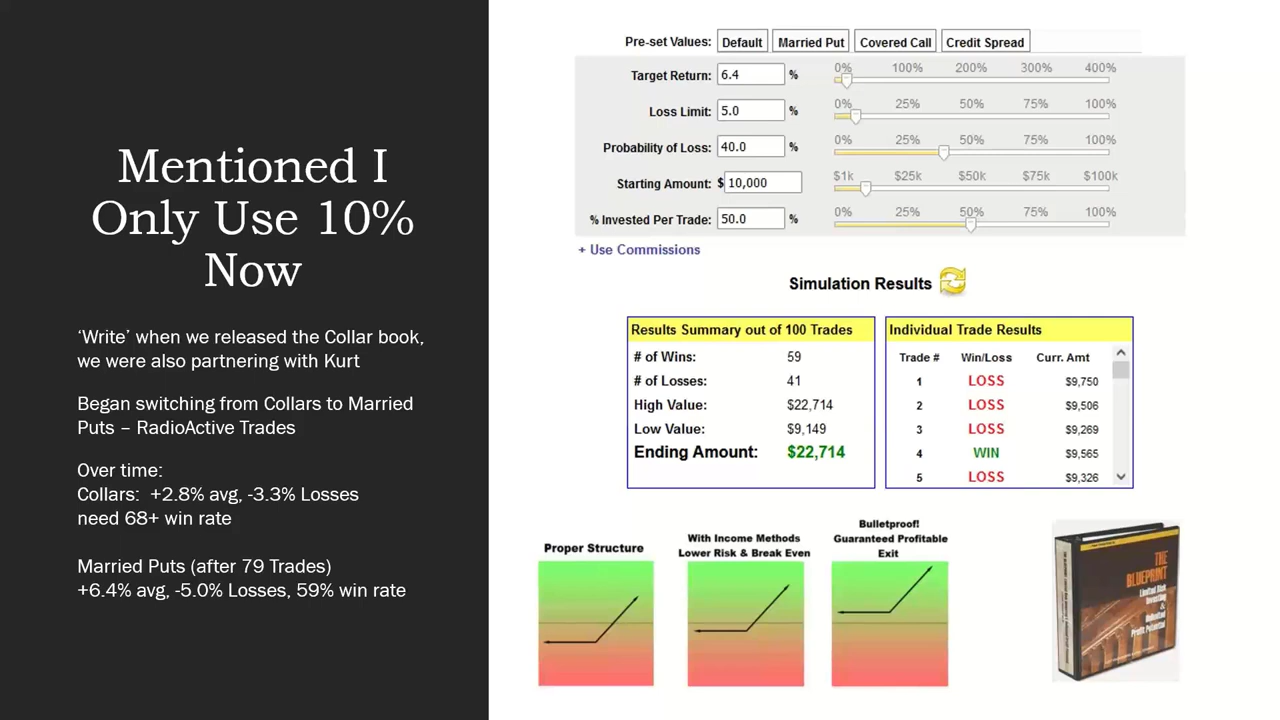 Mentioned I
Only Use 10%
Now
‘Write’ when we released the Collar book,
we were also partnering with Kurt
Began switching from Collars to Married
Puts – RadioActive Trades
Over time:
Collars: +2.8% avg, -3.3% Losses
need 68+ win rate
Married Puts (after 79 Trades)
+6.4% avg, -5.0% Losses, 59% win rate
Pre-set Values: Default Married Put Covered Call Credit Spread
Target Return: 6.4 % 0% 100% 200% 300% 400%
Loss Limit: 5.0 % 0% 25% 50% 75% 100%
Probability of Loss: 40.0 % 0% 25% 50% 75% 100%
Starting Amount: $ 10,000 $1k $25k $50k $75k $100k
% Invested Per Trade: 50.0 % 0% 25% 50% 75% 100%
+ Use Commissions
Simulation Results
Results Summary out of 100 Trades
# of Wins: 59
# of Losses: 41
High Value: $22,714
Low Value: $9,149
Ending Amount: $22,714
Individual Trade Results
Trade # Win/Loss Curr. Amt
1 LOSS $9,750
2 LOSS $9,506
3 LOSS $9,269
4 WIN $9,565
5 LOSS $9,326
Proper Structure
With Income Methods
Lower Risk & Break Even
Bulletproof!
Guaranteed Profitable
Exit
THE
BLUEPRINT
Limited Risk
Investing
&
Unlimited
Profit Potential